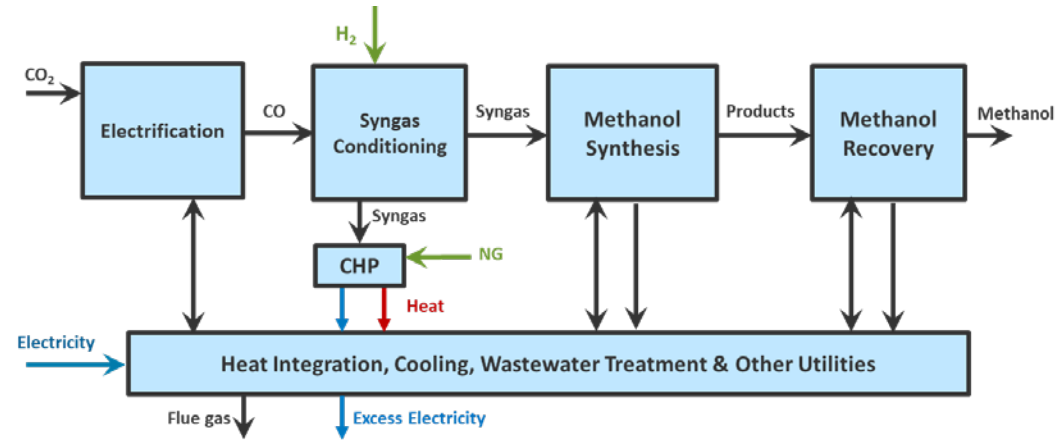 H₂
CO₂
Electrification
CO
Syngas
Conditioning
Syngas
Methanol
Synthesis
Products
Methanol
Recovery
Methanol
Syngas
CHP
NG
Heat
Electricity
Heat Integration, Cooling, Wastewater Treatment & Other Utilities
Flue gas
Excess Electricity